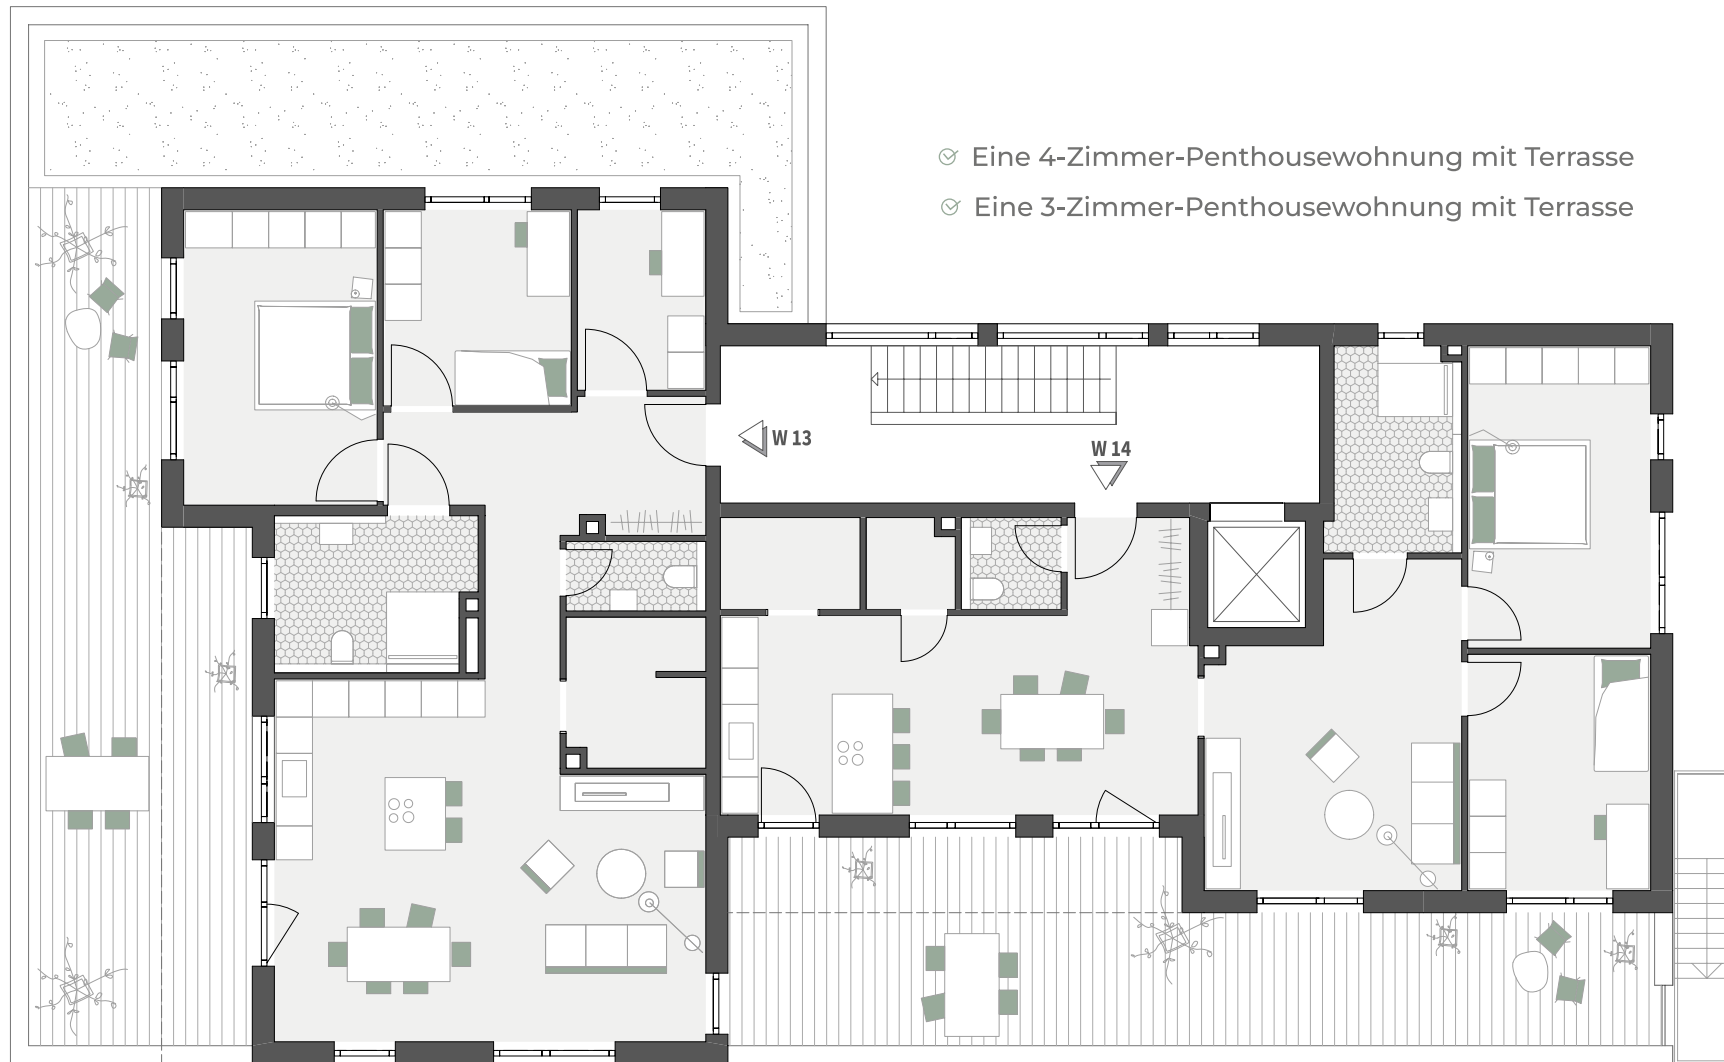 Eine 4-Zimmer-Penthousewohnung mit Terrasse
Eine 3-Zimmer-Penthousewohnung mit Terrasse
W 13
W 14